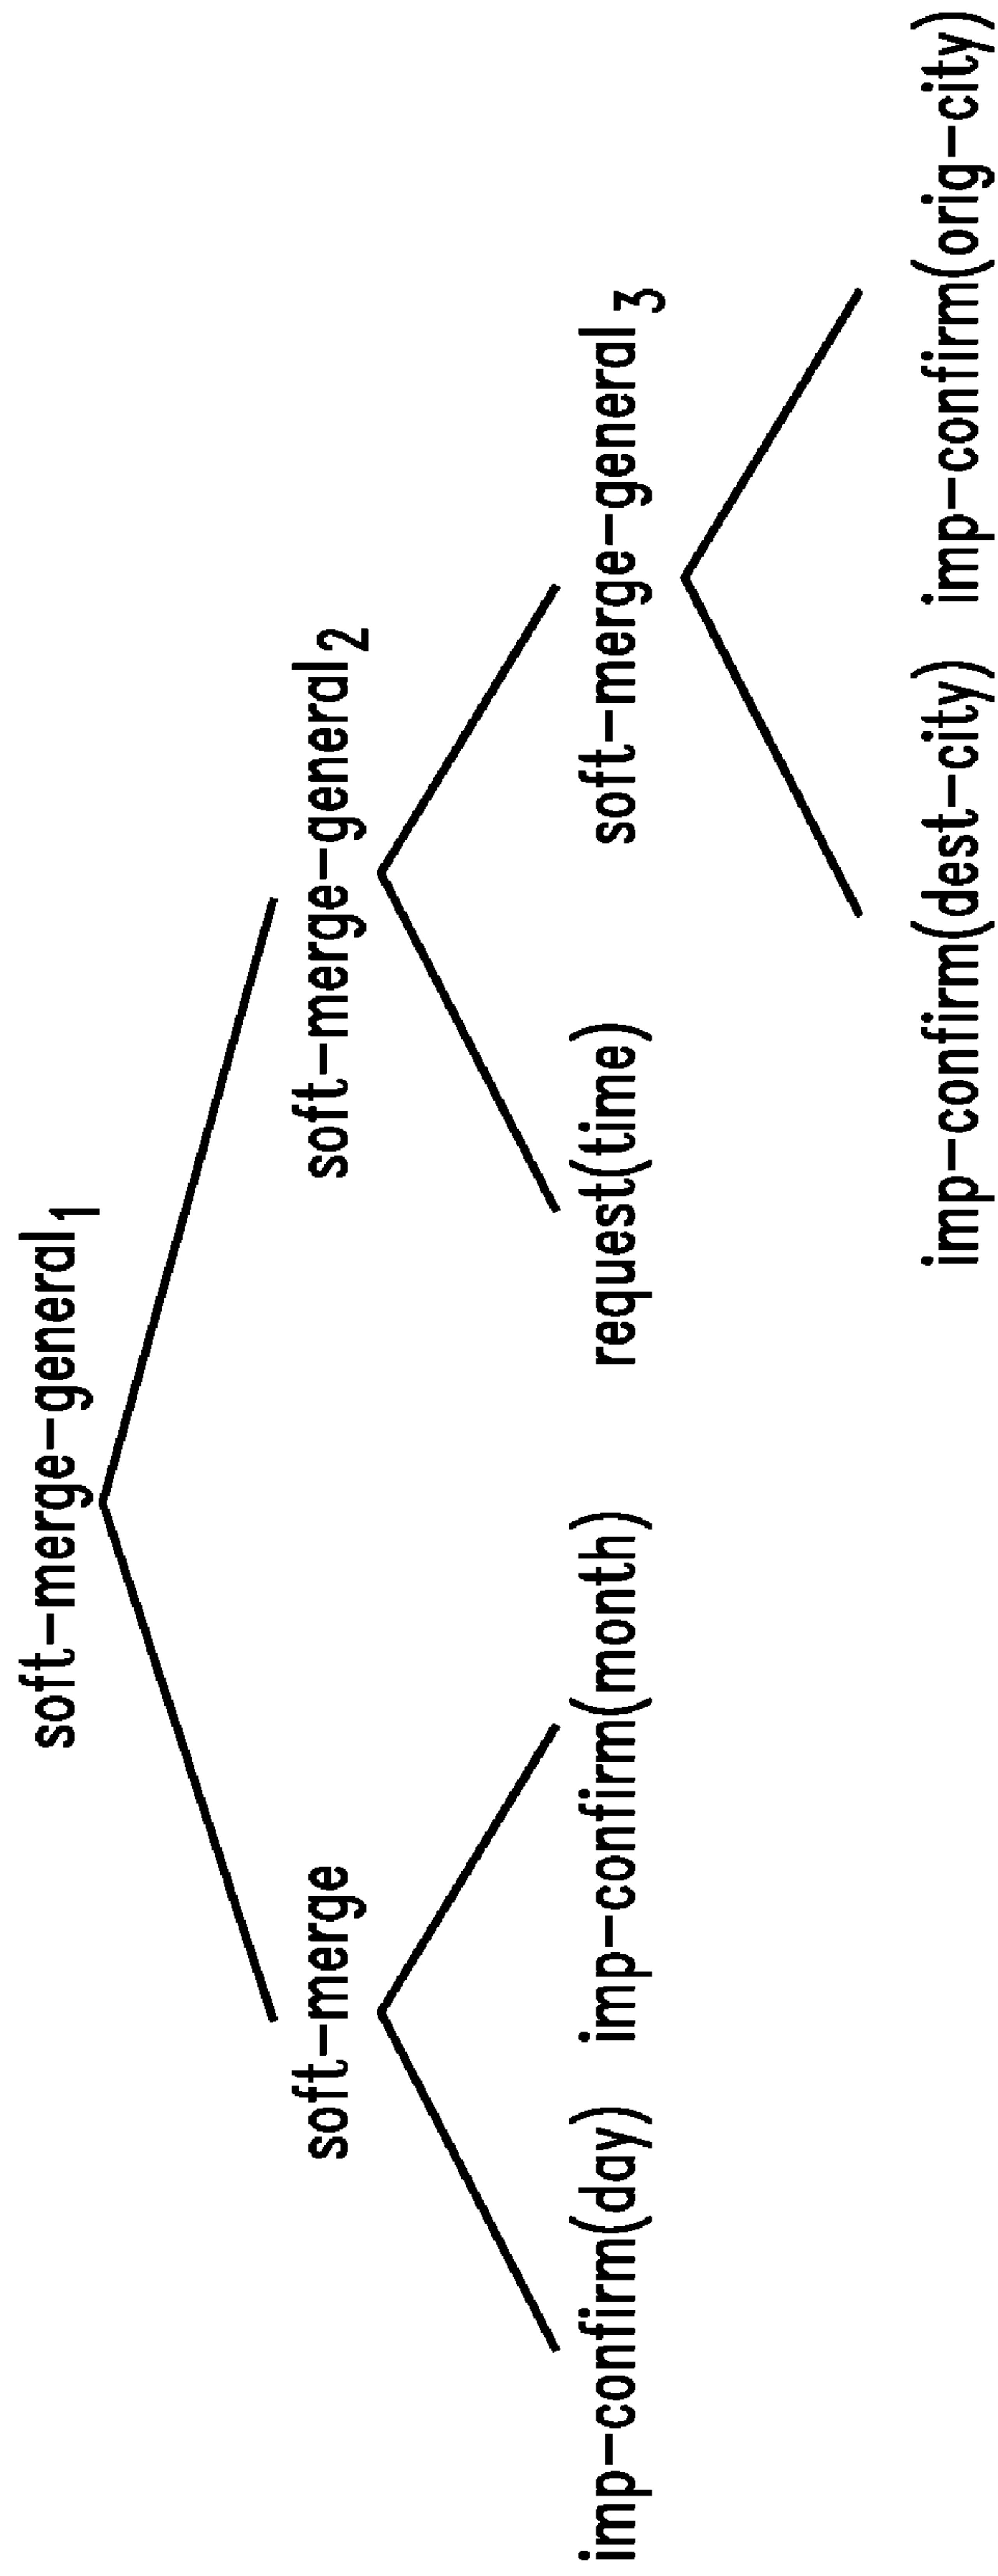 soft-merge-general1
soft-merge
soft-merge-general2
imp-confirm(day)
imp-confirm(month)
request(time)
soft-merge-general3
imp-confirm(dest-city)
imp-confirm(orig-city)